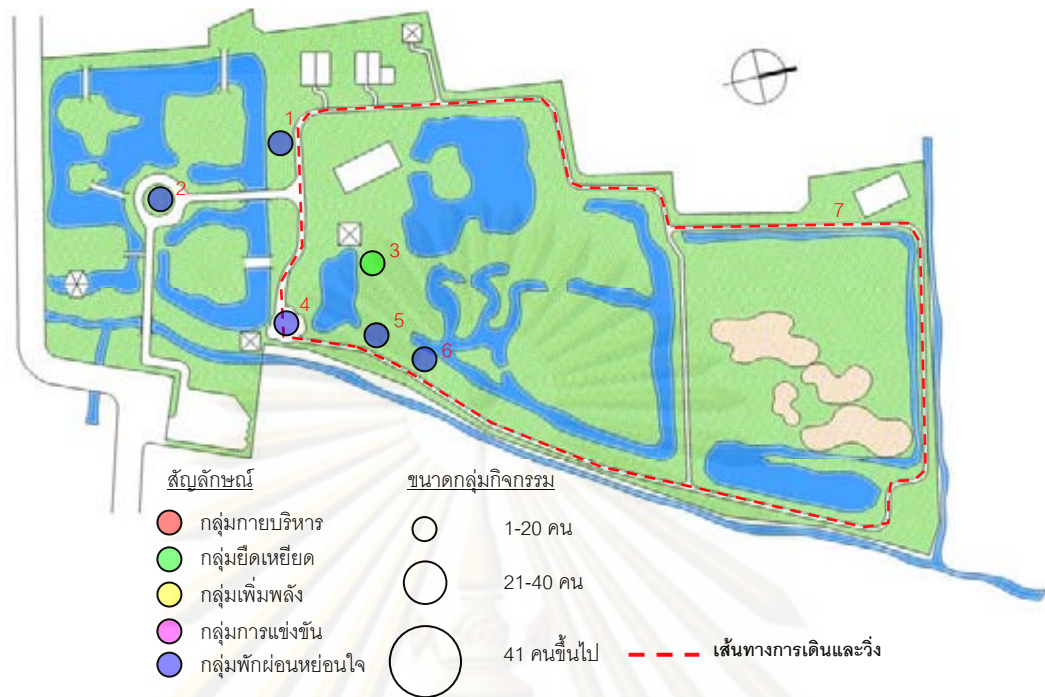 1
2
7
3
4
5
6
สัญลักษณ์
กลุ่มกายบริหาร
กลุ่มยืดเหยียด
กลุ่มเพิ่มพลัง
กลุ่มการแข่งขัน
กลุ่มพักผ่อนหย่อนใจ
ขนาดกลุ่มกิจกรรม
1-20 คน
21-40 คน
41 คนขึ้นไป
เส้นทางการเดินและวิ่ง